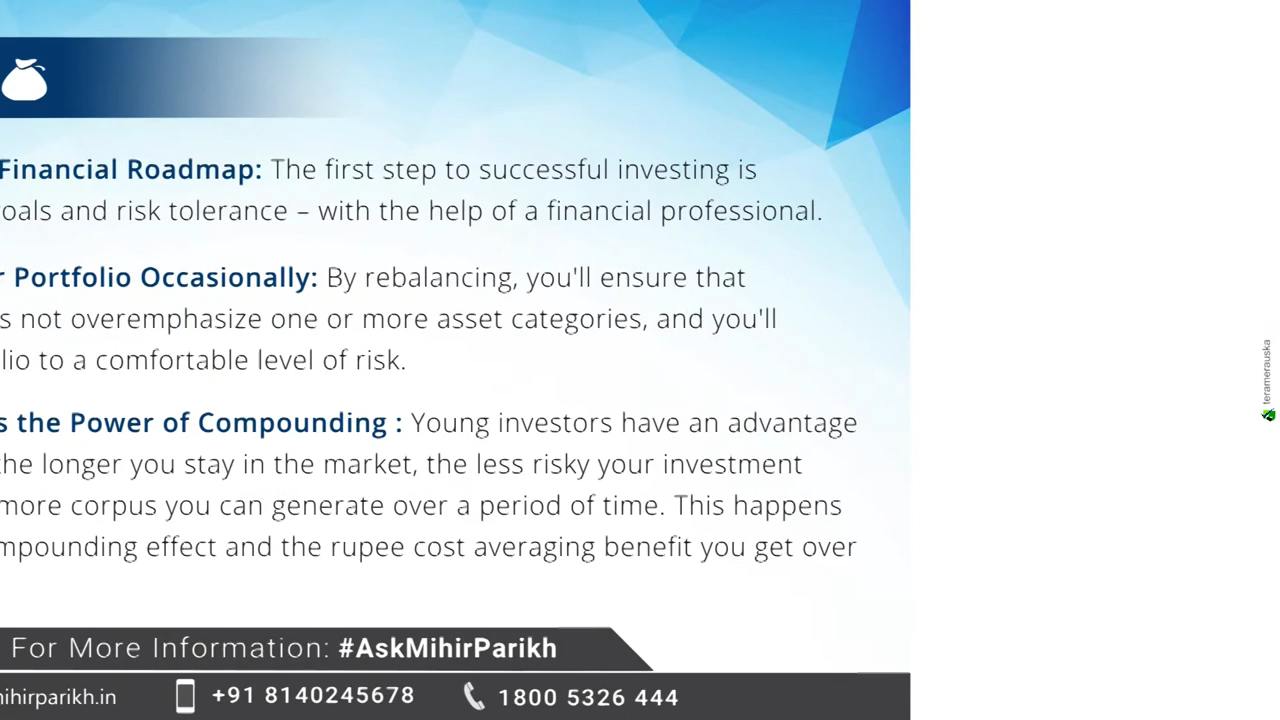 Financial Roadmap: The first step to successful investing is
oals and risk tolerance – with the help of a financial professional.
r Portfolio Occasionally: By rebalancing, you'll ensure that
s not overemphasize one or more asset categories, and you'll
lio to a comfortable level of risk.
s the Power of Compounding : Young investors have an advantage
he longer you stay in the market, the less risky your investment
more corpus you can generate over a period of time. This happens
mpounding effect and the rupee cost averaging benefit you get over
For More Information: #AskMihirParikh
ihirparikh.in +91 8140245678 1800 5326 444
teramerauska